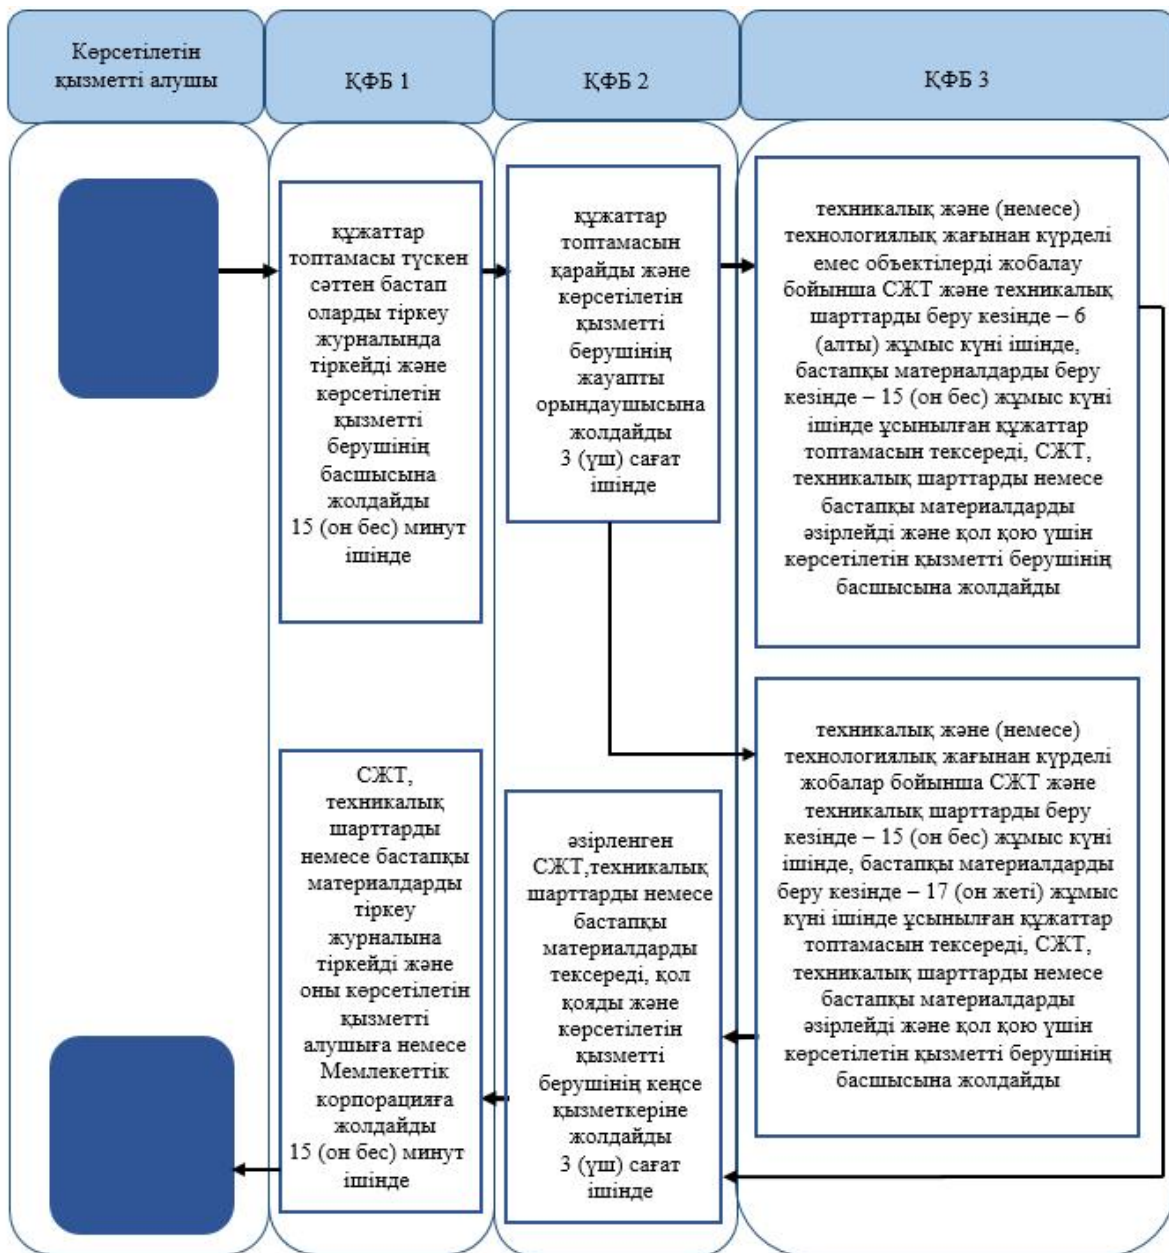 Көрсетілетін
қызметті алушы
ҚФБ 1
ҚФБ 2
ҚФБ 3
құжаттар
топтамасы түскен
сәттен бастап
оларды тіркеу
журналында
тіркейді және
көрсетілетін
қызметті
берушінің
басшысына
жолдайды
15 (он бес) минут
ішінде
құжаттар
топтамасын
қарайды және
көрсетілетін
қызметті
берушінің
жауапты
орындаушысына
жолдайды
3 (үш) сағат
ішінде
техникалық және (немесе)
технологиялық жағынан күрделі
емес объектілерді жобалау
бойынша СЖТ және техникалық
шарттарды беру кезінде – 6
(алты) жұмыс күні ішінде,
бастапқы материалдарды беру
кезінде – 15 (он бес) жұмыс күні
ішінде ұсынылған құжаттар
топтамасын тексереді, СЖТ,
техникалық шарттарды немесе
бастапқы материалдарды
әзірлейді және қол қою үшін
көрсетілетін қызметті берушінің
басшысына жолдайды
СЖТ,
техникалық
шарттарды
немесе бастапқы
материалдарды
тіркеу
журналына
тіркейді және
оны көрсетілетін
қызметті
алушыға немесе
Мемлекеттік
корпорацияға
жолдайды
15 (он бес) минут
ішінде
әзірленген
СЖТ,техникалық
шарттарды немесе
бастапқы
материалдарды
тексереді, қол
қояды және
көрсетілетін
қызметті
берушінің кеңсе
қызметкеріне
жолдайды
3 (үш) сағат
ішінде
техникалық және (немесе)
технологиялық жағынан күрделі
жобалар бойынша СЖТ және
техникалық шарттарды беру
кезінде – 15 (он бес) жұмыс күні
ішінде, бастапқы материалдарды
беру кезінде – 17 (он жеті) жұмыс
күні ішінде ұсынылған құжаттар
топтамасын тексереді, СЖТ,
техникалық шарттарды немесе
бастапқы материалдарды
әзірлейді және қол қою үшін
көрсетілетін қызметті берушінің
басшысына жолдайды